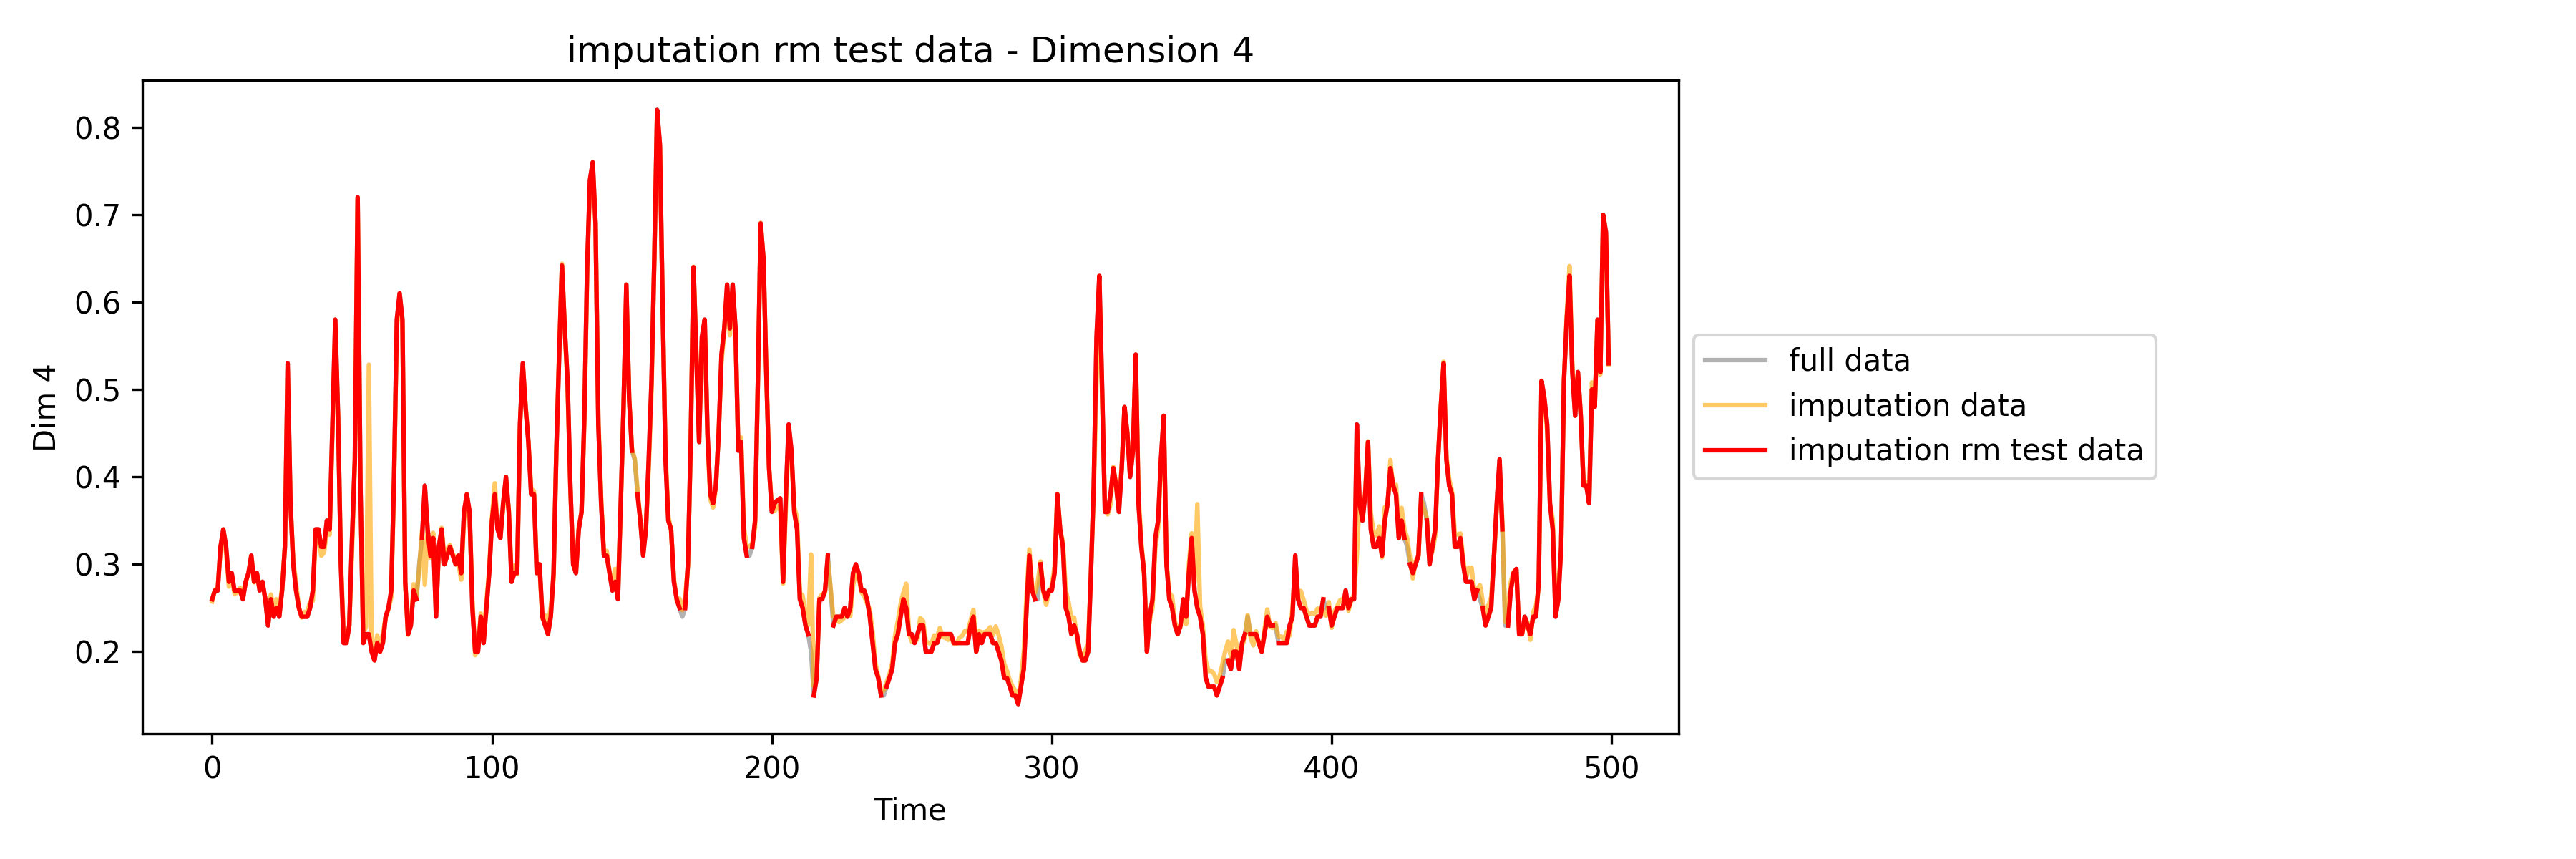 imputation rm test data - Dimension 4
0.8
0.7
0.6
0.5
0.4
0.3
0.2
Dim 4
0 100 200 300 400 500
Time
full data
imputation data
imputation rm test data